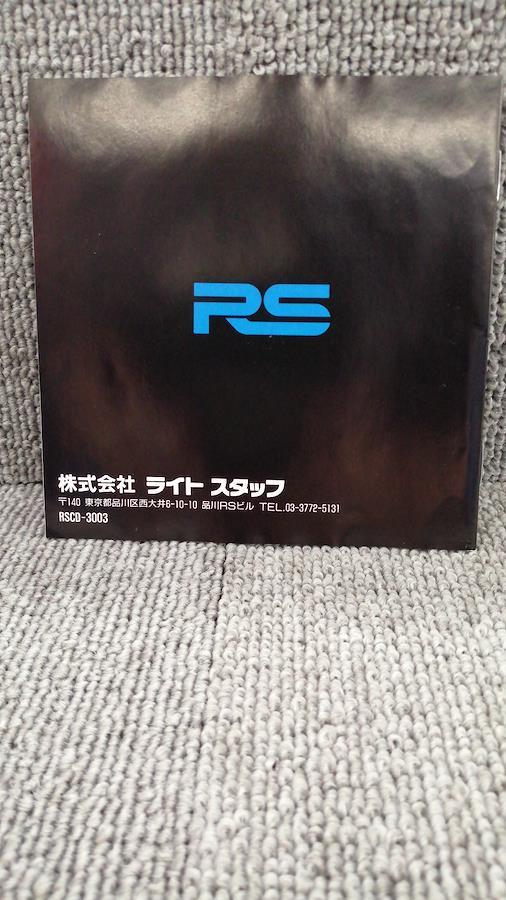 RS
株式会社 ライト スタッフ
〒140 東京都品川区西大井6-10-10 品川RSビル TEL.03-3772-5131
RSCD-3003